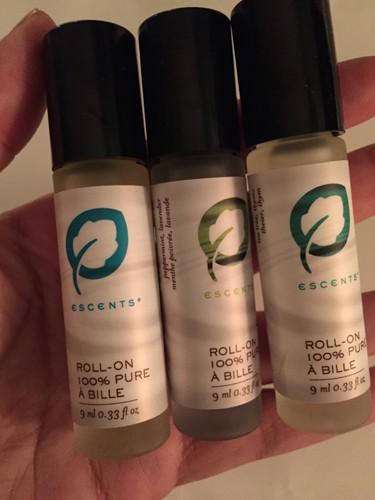 ESCENTS®
ROLL-ON
100% PURE
À BILLE
9 ml 0.33 fl oz
peppermint, lavender
menthe poivrée, lavande
ESCENTS
ROLL-ON
100% PURE
À BILLE
9 ml 0.33 fl oz
thym
ESCENTS
ROLL-ON
100% PURE
À BILLE
9 ml 0.33 fl oz